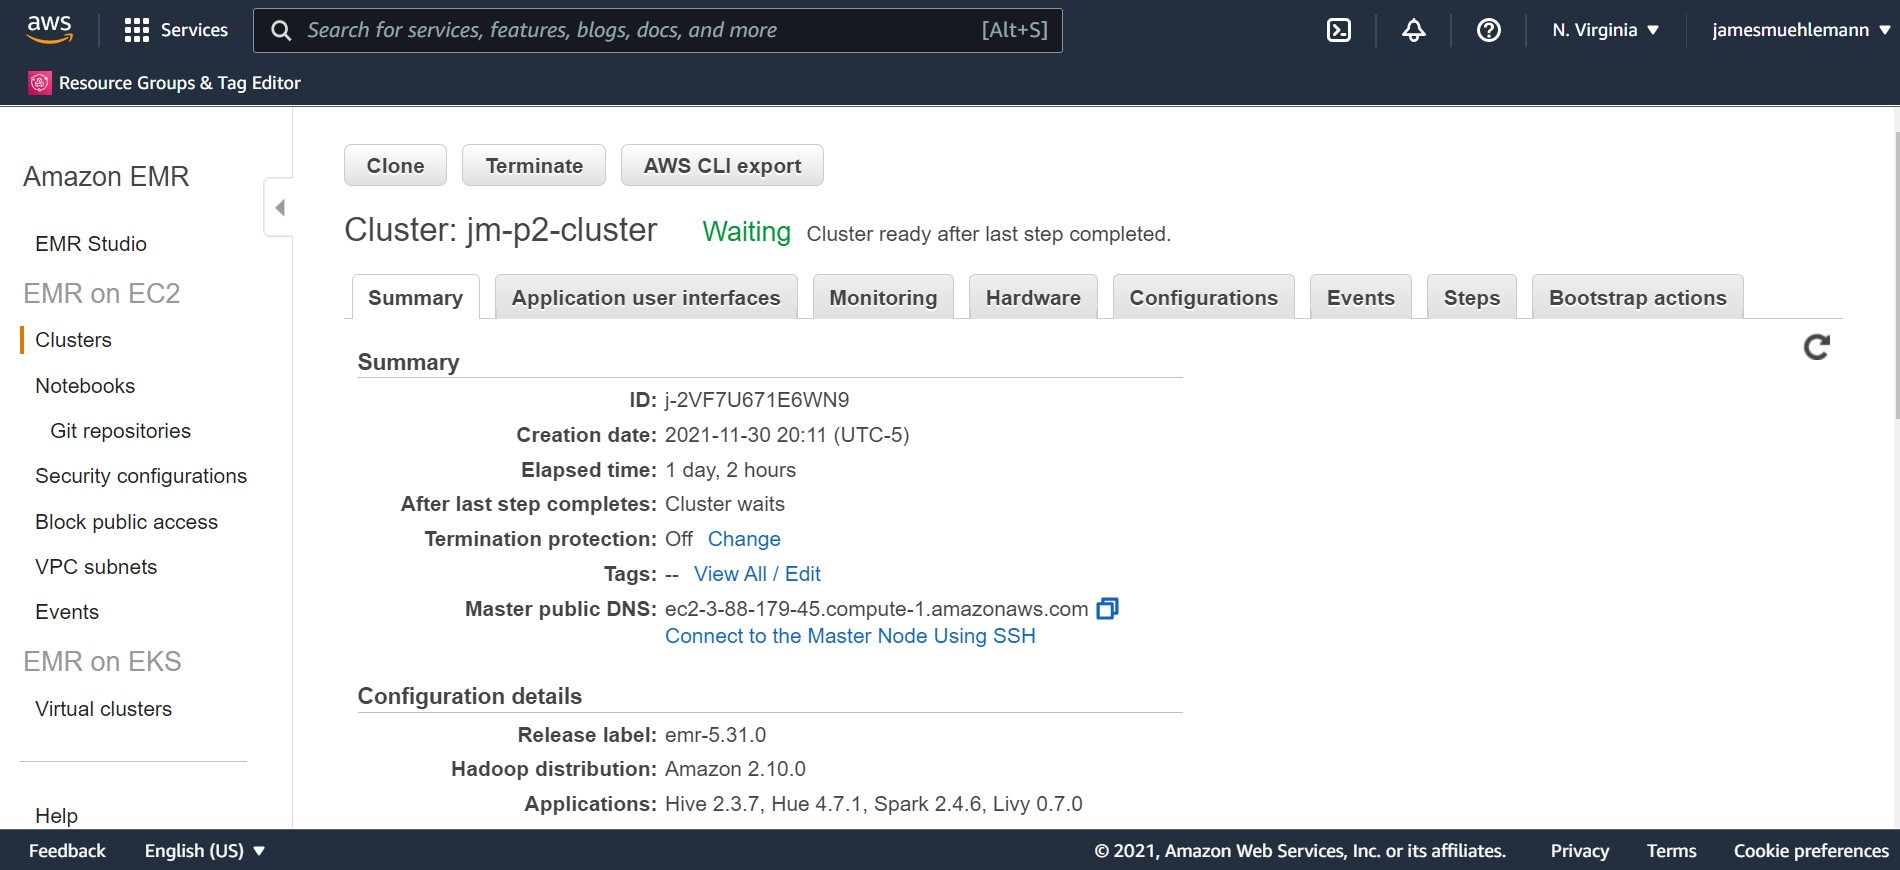 aws
Services
Search for services, features, blogs, docs, and more [Alt+S]
N. Virginia
jamesmuehlemann
Resource Groups & Tag Editor
Amazon EMR
EMR Studio
EMR on EC2
Clusters
Notebooks
Git repositories
Security configurations
Block public access
VPC subnets
Events
EMR on EKS
Virtual clusters
Help
Clone Terminate AWS CLI export
Cluster: jm-p2-cluster Waiting Cluster ready after last step completed.
Summary Application user interfaces Monitoring Hardware Configurations Events Steps Bootstrap actions
Summary
ID: j-2VF7U671E6WN9
Creation date: 2021-11-30 20:11 (UTC-5)
Elapsed time: 1 day, 2 hours
After last step completes: Cluster waits
Termination protection: Off Change
Tags: -- View All / Edit
Master public DNS: ec2-3-88-179-45.compute-1.amazonaws.com
Connect to the Master Node Using SSH
Configuration details
Release label: emr-5.31.0
Hadoop distribution: Amazon 2.10.0
Applications: Hive 2.3.7, Hue 4.7.1, Spark 2.4.6, Livy 0.7.0
Feedback English (US) © 2021, Amazon Web Services, Inc. or its affiliates. Privacy Terms Cookie preferences